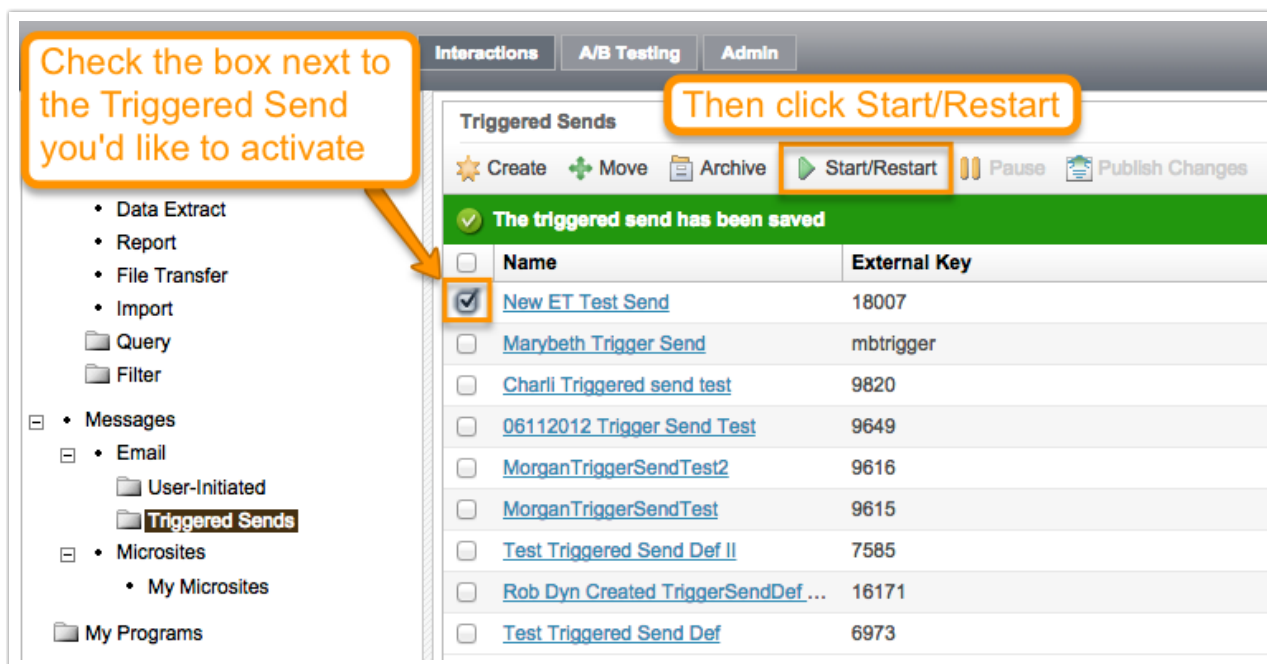 Check the box next to
the Triggered Send
you'd like to activate
Interactions
A/B Testing
Admin
Then click Start/Restart
Triggered Sends
Create
Move
Archive
Start/Restart
Pause
Publish Changes
The triggered send has been saved
Data Extract
Report
File Transfer
Import
Query
Filter
Messages
Email
User-Initiated
Triggered Sends
Microsites
My Microsites
My Programs
Name External Key
New ET Test Send 18007
Marybeth Trigger Send mbtrigger
Charli Triggered send test 9820
06112012 Trigger Send Test 9649
MorganTriggerSendTest2 9616
MorganTriggerSendTest 9615
Test Triggered Send Def II 7585
Rob Dyn Created TriggerSendDef ... 16171
Test Triggered Send Def 6973